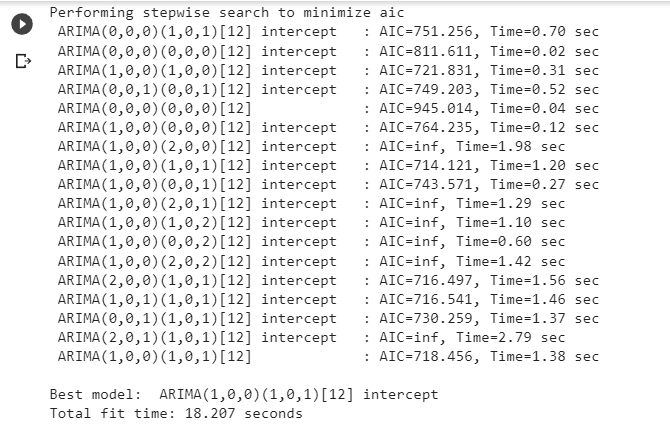 Performing stepwise search to minimize aic
ARIMA(0,0,0)(1,0,1)[12] intercept   : AIC=751.256, Time=0.70 sec
ARIMA(0,0,0)(0,0,0)[12] intercept   : AIC=811.611, Time=0.02 sec
ARIMA(1,0,0)(1,0,0)[12] intercept   : AIC=721.831, Time=0.31 sec
ARIMA(0,0,1)(0,0,1)[12] intercept   : AIC=749.203, Time=0.52 sec
ARIMA(0,0,0)(0,0,0)[12]             : AIC=945.014, Time=0.04 sec
ARIMA(1,0,0)(0,0,0)[12] intercept   : AIC=764.235, Time=0.12 sec
ARIMA(1,0,0)(2,0,0)[12] intercept   : AIC=inf, Time=1.98 sec
ARIMA(1,0,0)(1,0,1)[12] intercept   : AIC=714.121, Time=1.20 sec
ARIMA(1,0,0)(0,0,1)[12] intercept   : AIC=743.571, Time=0.27 sec
ARIMA(1,0,0)(2,0,1)[12] intercept   : AIC=inf, Time=1.29 sec
ARIMA(1,0,0)(1,0,2)[12] intercept   : AIC=inf, Time=1.10 sec
ARIMA(1,0,0)(0,0,2)[12] intercept   : AIC=inf, Time=0.60 sec
ARIMA(1,0,0)(2,0,2)[12] intercept   : AIC=inf, Time=1.42 sec
ARIMA(2,0,0)(1,0,1)[12] intercept   : AIC=716.497, Time=1.56 sec
ARIMA(1,0,1)(1,0,1)[12] intercept   : AIC=716.541, Time=1.46 sec
ARIMA(0,0,1)(1,0,1)[12] intercept   : AIC=730.259, Time=1.37 sec
ARIMA(2,0,1)(1,0,1)[12] intercept   : AIC=inf, Time=2.79 sec
ARIMA(1,0,0)(1,0,1)[12]             : AIC=718.456, Time=1.38 sec
Best model:  ARIMA(1,0,0)(1,0,1)[12] intercept
Total fit time: 18.207 seconds